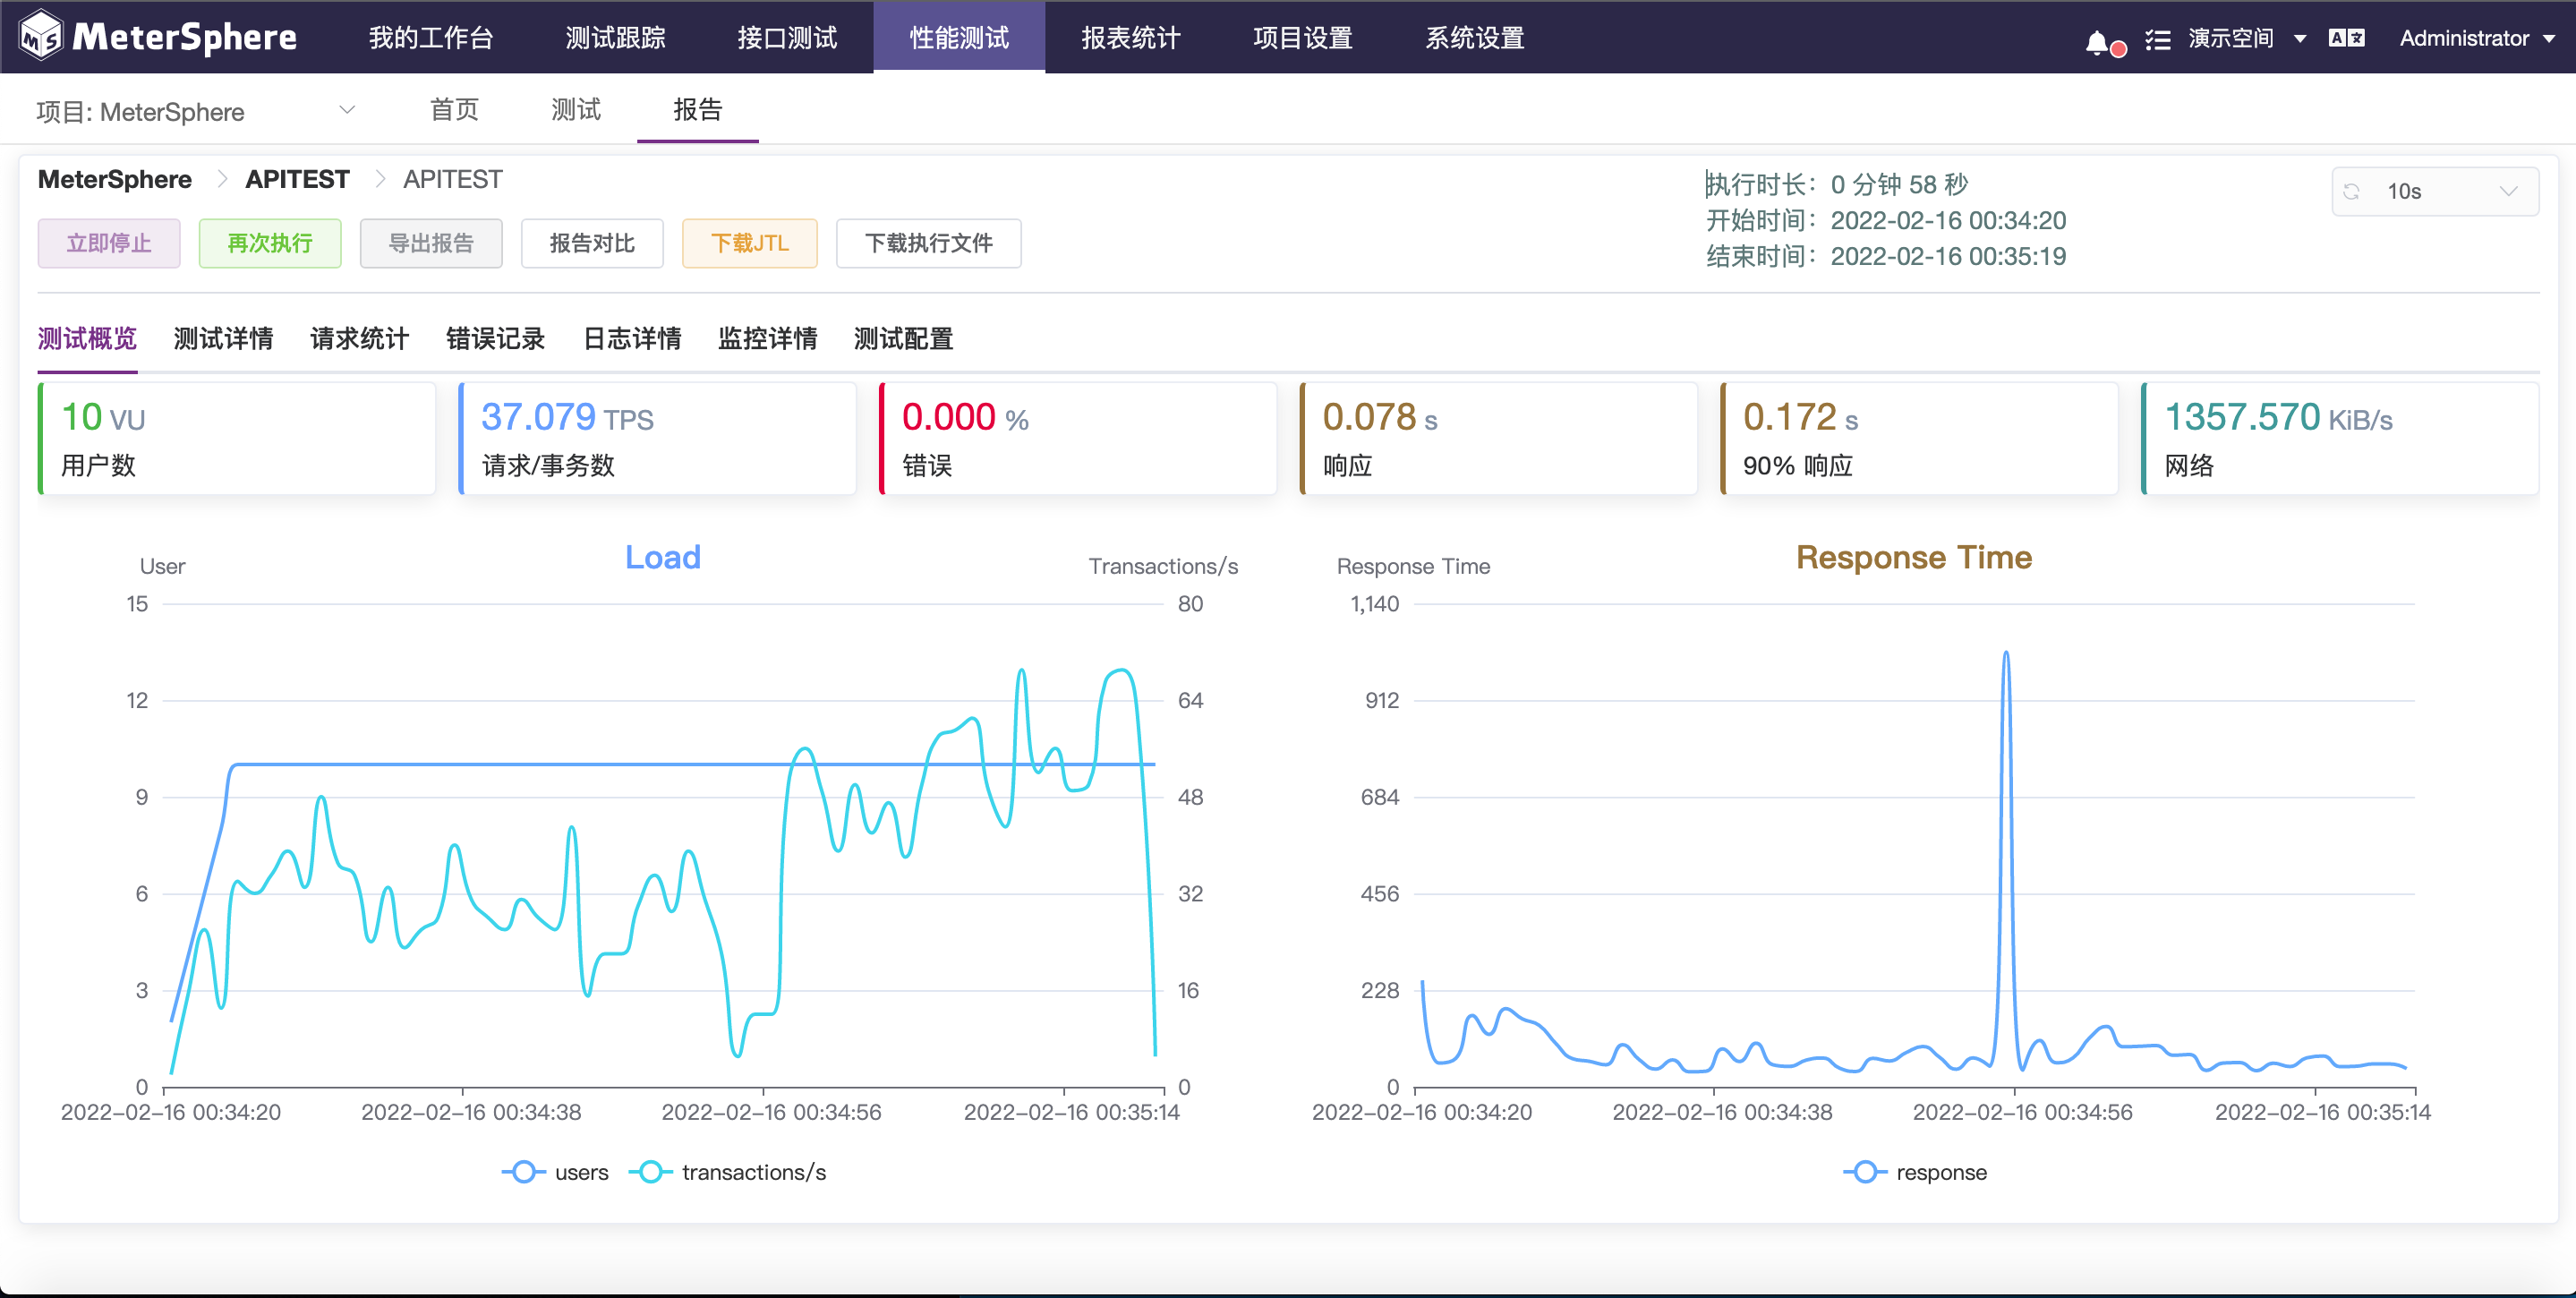 MeterSphere 我的工作台 测试跟踪 接口测试 性能测试 报表统计 项目设置 系统设置 演示空间 Administrator
项目: MeterSphere 首页 测试 报告
MeterSphere APITEST APITEST
立即停止 再次执行 导出报告 报告对比 下载JTL 下载执行文件
执行时长：0 分钟 58 秒
开始时间：2022-02-16 00:34:20
结束时间：2022-02-16 00:35:19
10s
测试概览 测试详情 请求统计 错误记录 日志详情 监控详情 测试配置
10 VU
用户数
37.079 TPS
请求/事务数
0.000 %
错误
0.078 s
响应
0.172 s
90% 响应
1357.570 KiB/s
网络
User Load Transactions/s
15 80
12 64
9 48
6 32
3 16
0 0
2022-02-16 00:34:20 2022-02-16 00:34:38 2022-02-16 00:34:56 2022-02-16 00:35:14
users transactions/s
Response Time Response Time
1,140
912
684
456
228
0
2022-02-16 00:34:20 2022-02-16 00:34:38 2022-02-16 00:34:56 2022-02-16 00:35:14
response